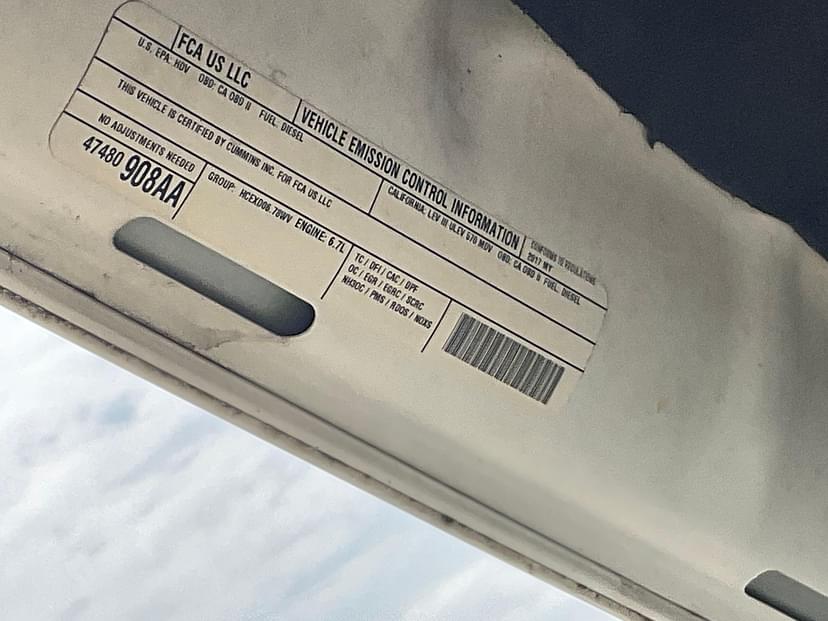 FCA US LLC
VEHICLE EMISSION CONTROL INFORMATION
CONFORMS TO REGULATIONS
2017 MY
U.S. EPA: HDV OBD: CA OBD II FUEL: DIESEL
CALIFORNIA: LEV III ULEV 570 MDV OBD: CA OBD II FUEL: DIESEL
THIS VEHICLE IS CERTIFIED BY CUMMINS INC. FOR FCA US LLC
NO ADJUSTMENTS NEEDED
47480 908AA
GROUP: HCEXD06.78WV ENGINE: 6.7L
TC / DFI / CAC / DPF
OC / EGR / EGRC / SCRC
NH3OC / PMS / RDQS / NOXS